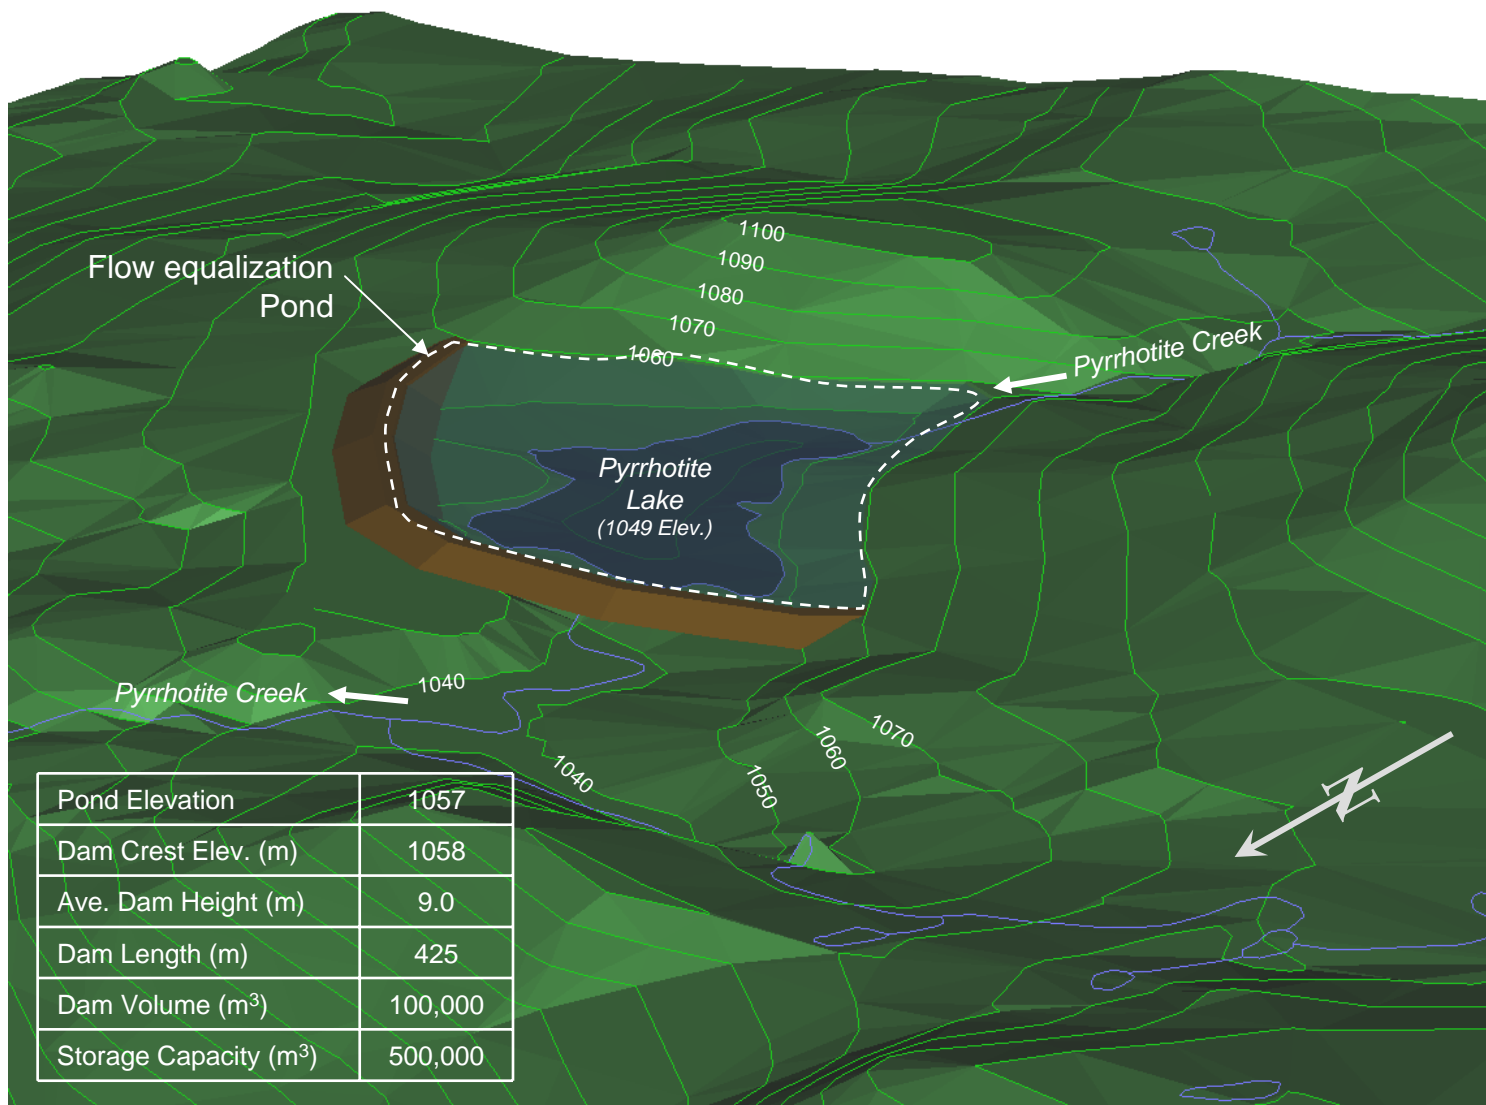 1100
1090
1080
1070
1060
Flow equalization
Pond
Pyrrhotite Creek
Pyrrhotite
Lake
(1049 Elev.)
Pyrrhotite Creek
1040
1040
1050
1060
1070
N
Pond Elevation 1057
Dam Crest Elev. (m) 1058
Ave. Dam Height (m) 9.0
Dam Length (m) 425
Dam Volume (m³) 100,000
Storage Capacity (m³) 500,000